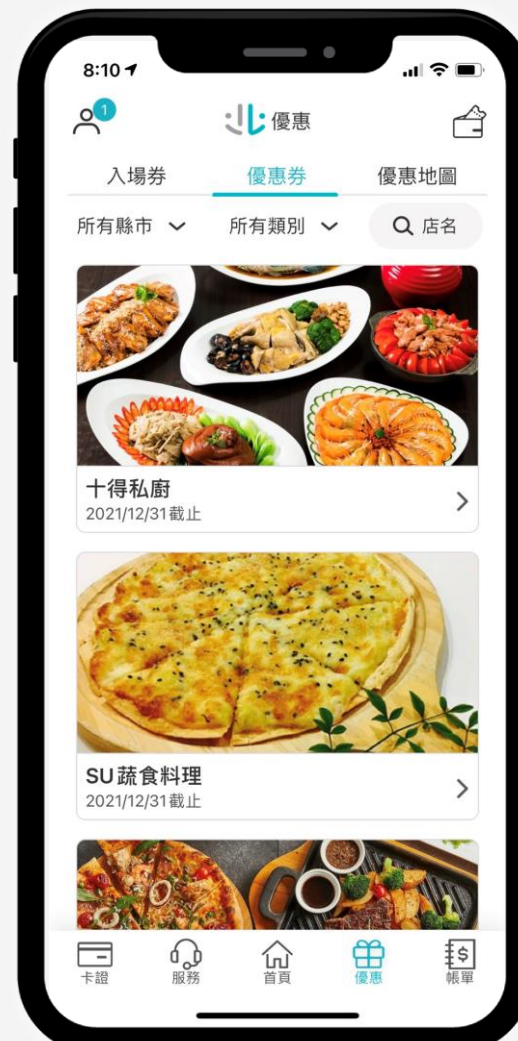 8:10
1
北 優惠
入場券
優惠券
優惠地圖
所有縣市
所有類別
店名
十得私廚
2021/12/31截止
SU蔬食料理
2021/12/31截止
卡證
服務
首頁
優惠
$
帳單